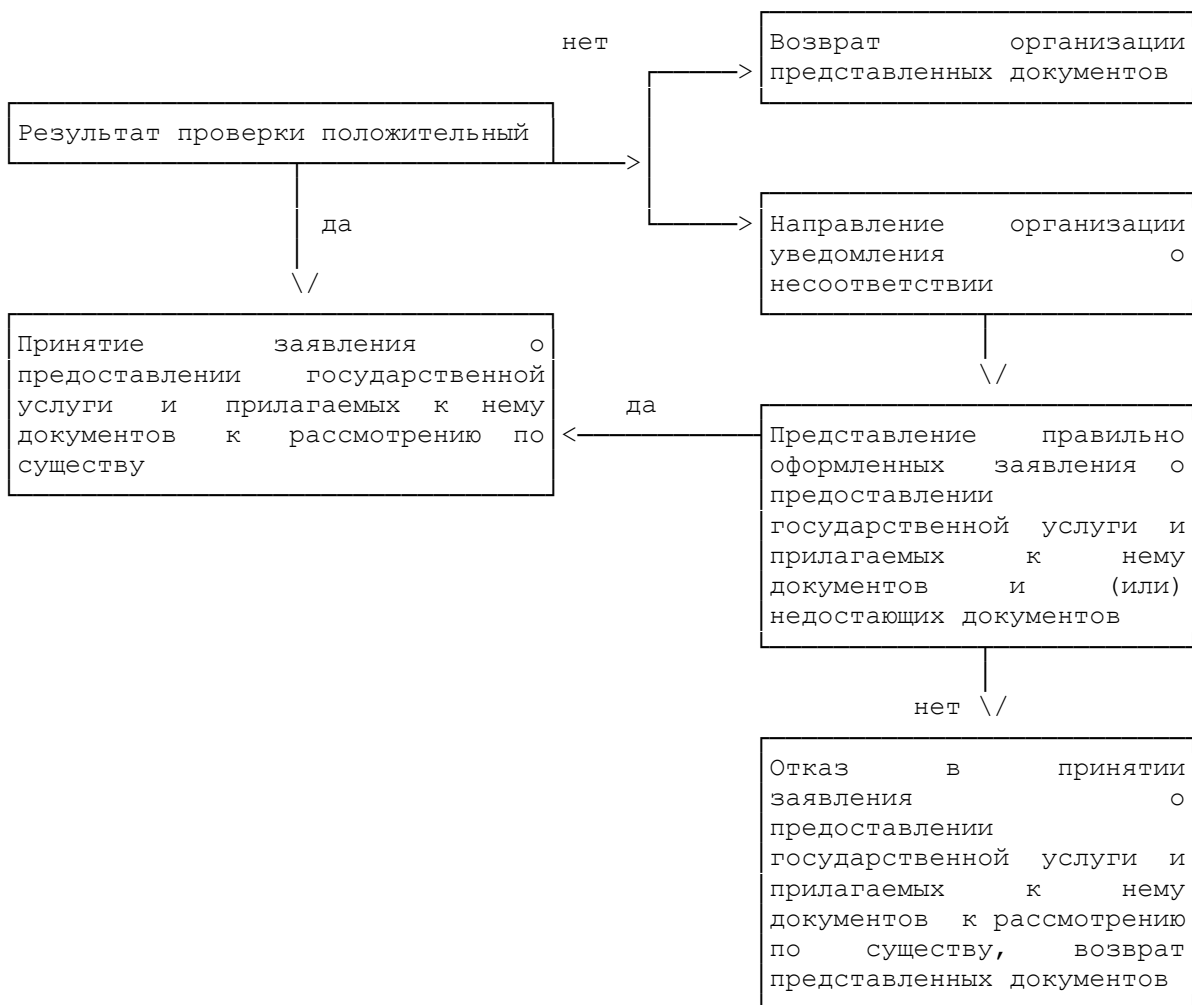 нет
Возврат организации
представленных документов
Результат проверки положительный
да
Направление организации
уведомления о
несоответствии
Принятие заявления о
предоставлении государственной
услуги и прилагаемых к нему
документов к рассмотрению по
существу
да
Представление правильно
оформленных заявления о
предоставлении
государственной услуги и
прилагаемых к нему
документов и (или)
недостающих документов
нет
Отказ в принятии
заявления о
предоставлении
государственной услуги и
прилагаемых к нему
документов к рассмотрению
по существу, возврат
представленных документов